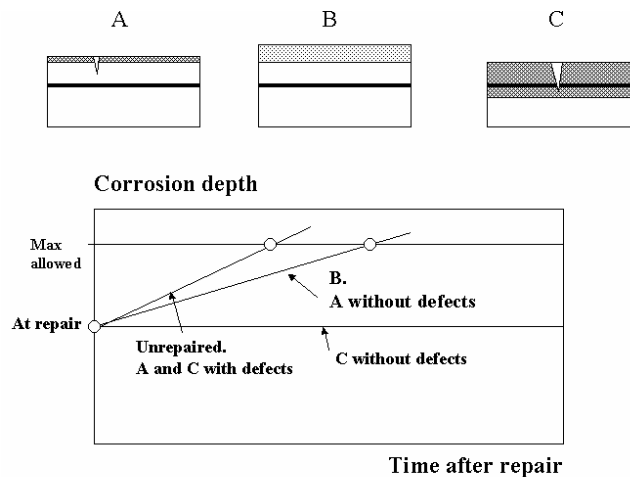 A
B
C
Corrosion depth
Max
allowed
B.
A without defects
At repair
Unrepaired.
A and C with defects
C without defects
Time after repair